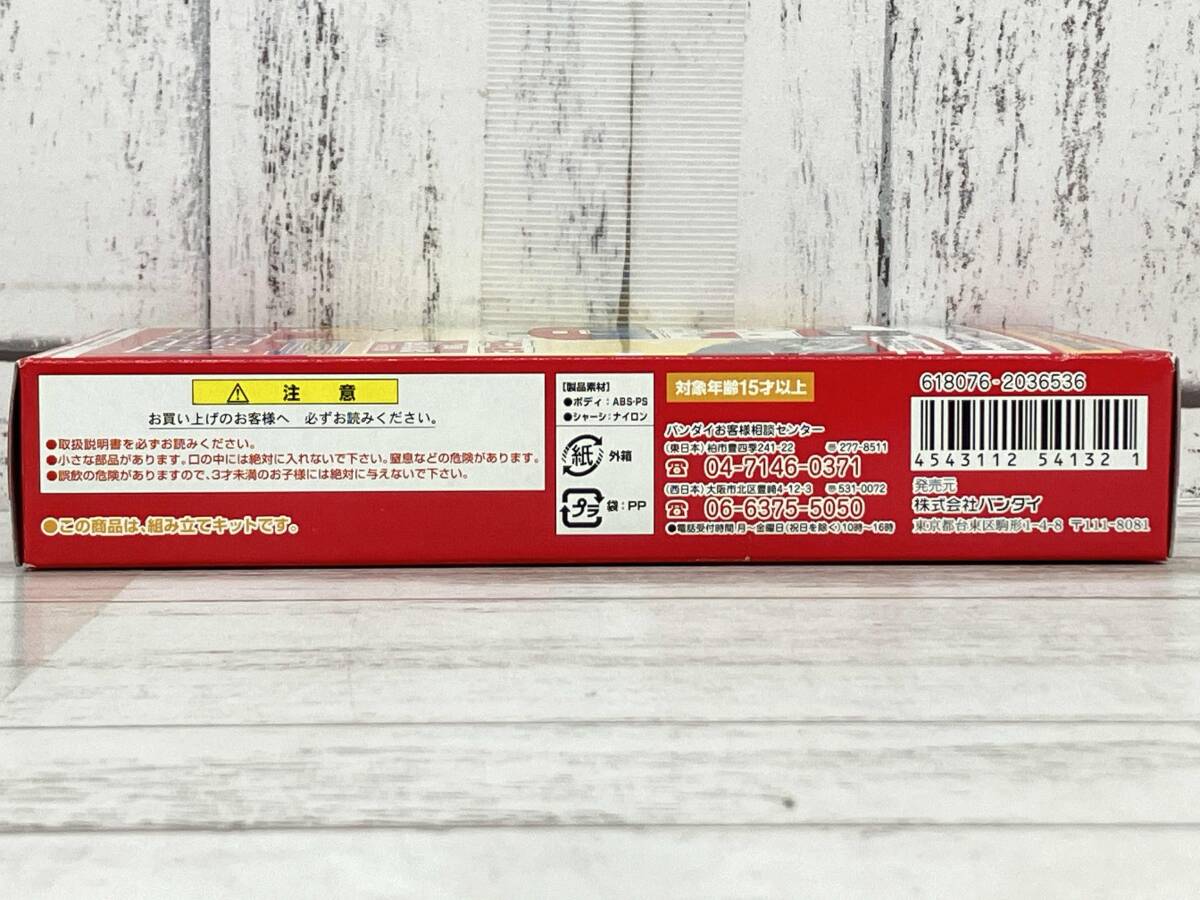 注意
お買い上げのお客様へ 必ずお読みください。
●取扱説明書を必ずお読みください。
●小さな部品があります。口の中には絶対に入れないで下さい。窒息などの危険があります。
●誤飲の危険がありますので、3才未満のお子様には絶対に与えないで下さい。
●この商品は、組み立てキットです。
【製品素材】
●ボディ：ABS・PS
●シャーシ：ナイロン
紙 外箱
プラ 袋：PP
対象年齢15才以上
バンダイお客様相談センター
(東日本) 柏市豊四季241-22 〠277-8511
☎ 04-7146-0371
(西日本) 大阪市北区豊崎4-12-3 〠531-0072
☎ 06-6375-5050
●電話受付時間 月〜金曜日(祝日を除く)10時〜16時
618076-2036536
4543112 54132 1
発売元
株式会社バンダイ
東京都台東区駒形1-4-8 〒111-8081